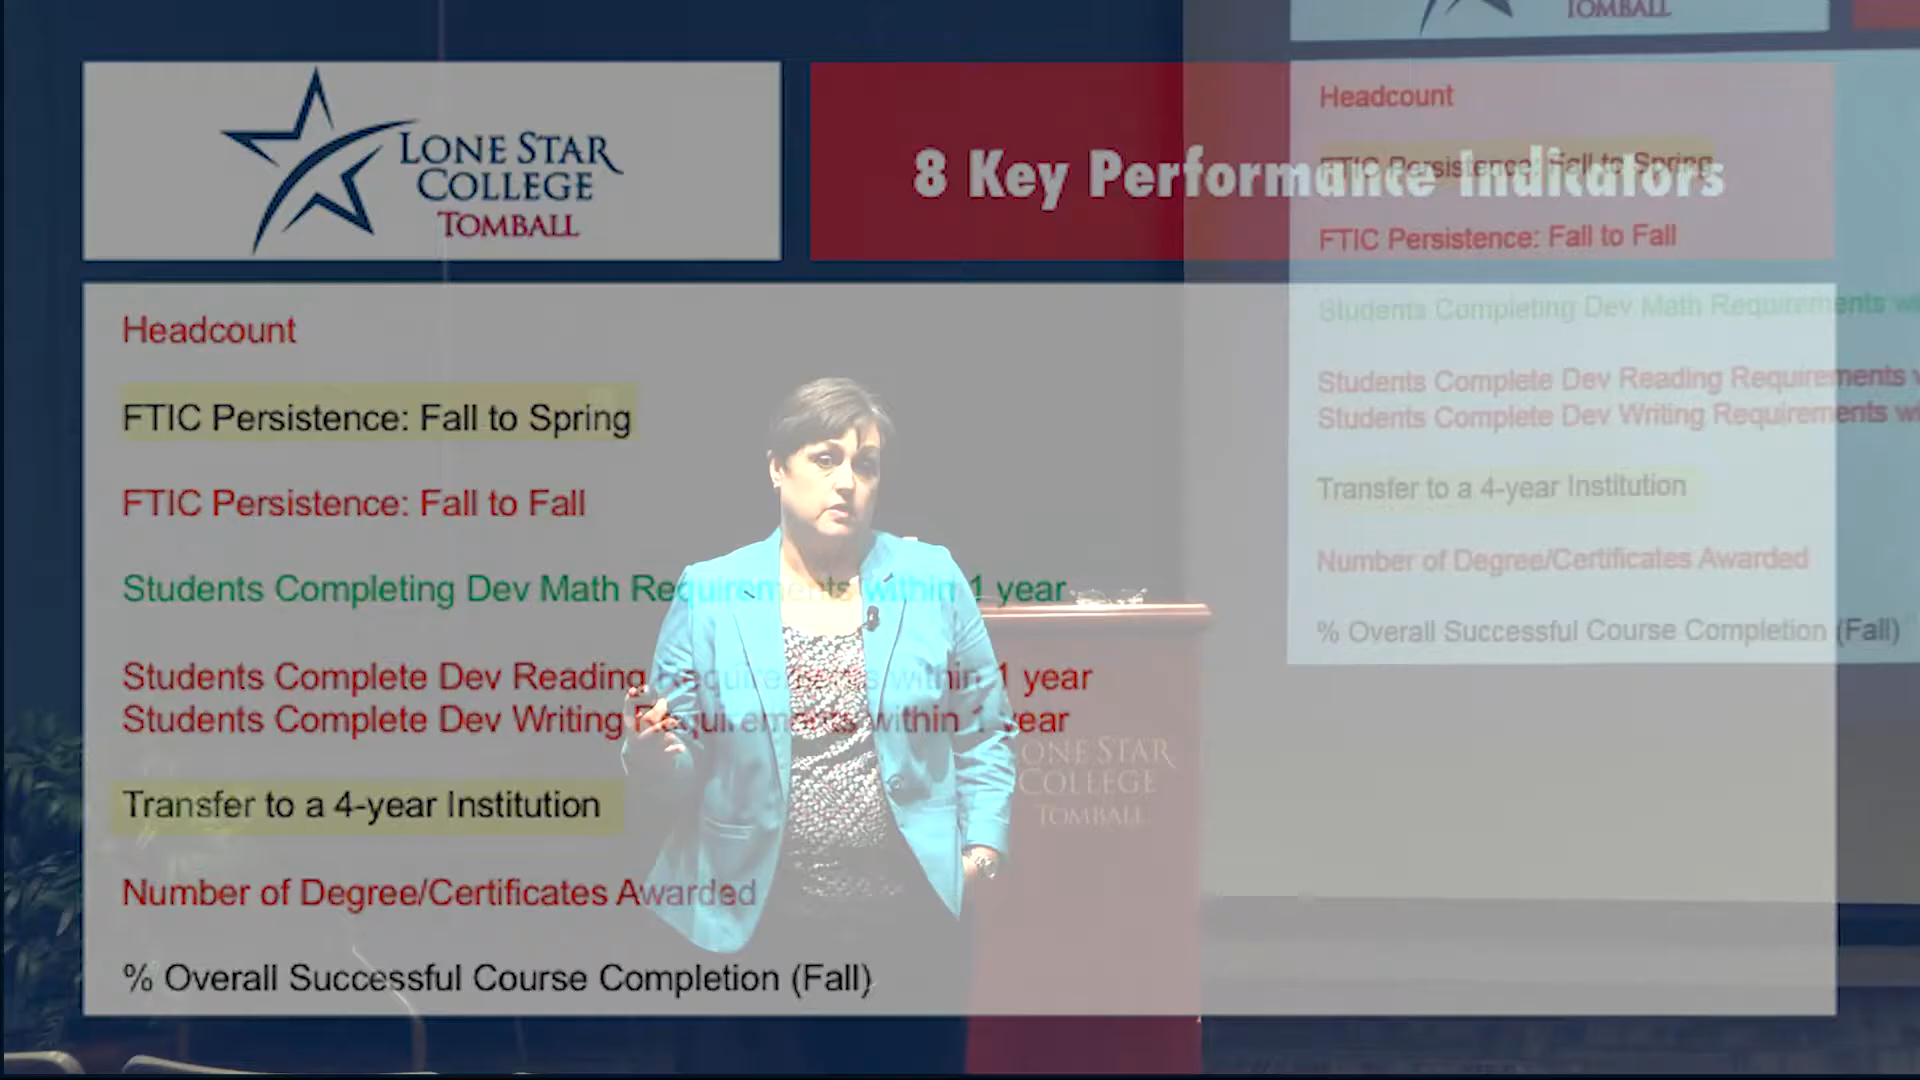 LONE STAR
COLLEGE
TOMBALL
8 Key Performance Indicators
Headcount
FTIC Persistence: Fall to Spring
FTIC Persistence: Fall to Fall
Students Completing Dev Math Requirements within 1 year
Students Complete Dev Reading Requirements within 1 year
Students Complete Dev Writing Requirements within 1 year
Transfer to a 4-year Institution
Number of Degree/Certificates Awarded
% Overall Successful Course Completion (Fall)
TOMBALL
Headcount
FTIC Persistence: Fall to Spring
FTIC Persistence: Fall to Fall
Students Completing Dev Math Requirements
Students Complete Dev Reading Requirements
Students Complete Dev Writing Requirements
Transfer to a 4-year Institution
Number of Degree/Certificates Awarded
% Overall Successful Course Completion (Fall)
LONE STAR
COLLEGE
TOMBALL